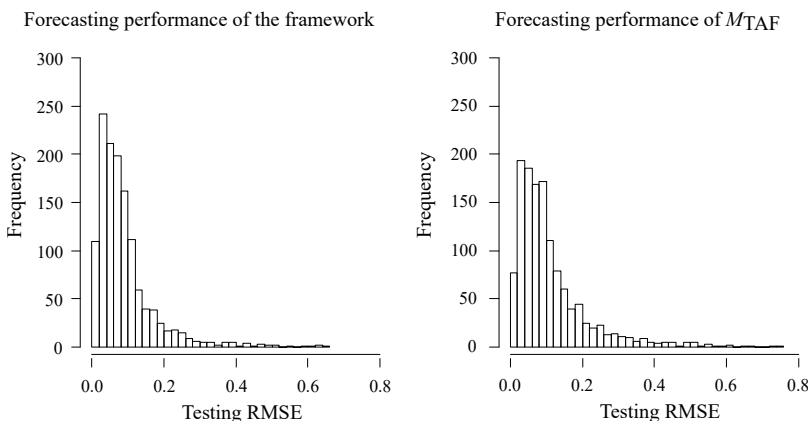 Forecasting performance of the framework
300
250
200
150
100
50
0
Frequency
0.0 0.2 0.4 0.6 0.8
Testing RMSE
Forecasting performance of MTAF
300
250
200
150
100
50
0
Frequency
0.0 0.2 0.4 0.6 0.8
Testing RMSE